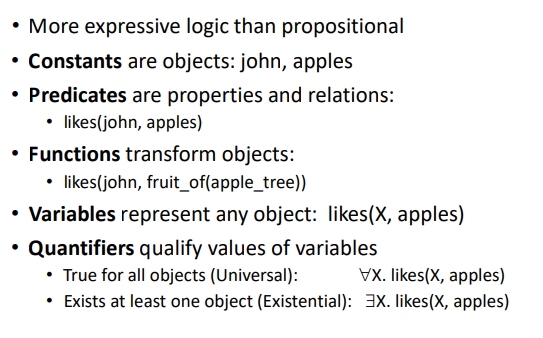 • More expressive logic than propositional
• Constants are objects: john, apples
• Predicates are properties and relations:
• likes(john, apples)
• Functions transform objects:
• likes(john, fruit_of(apple_tree))
• Variables represent any object: likes(X, apples)
• Quantifiers qualify values of variables
• True for all objects (Universal): ∀X. likes(X, apples)
• Exists at least one object (Existential): ∃X. likes(X, apples)